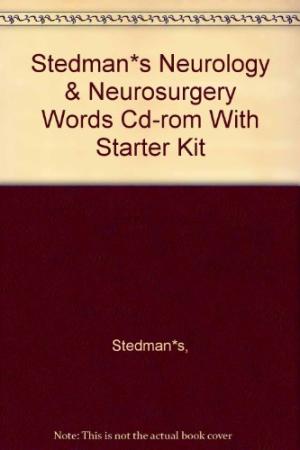 Stedman*s Neurology
& Neurosurgery
Words Cd-rom With
Starter Kit
Stedman*s,
Note: This is not the actual book cover